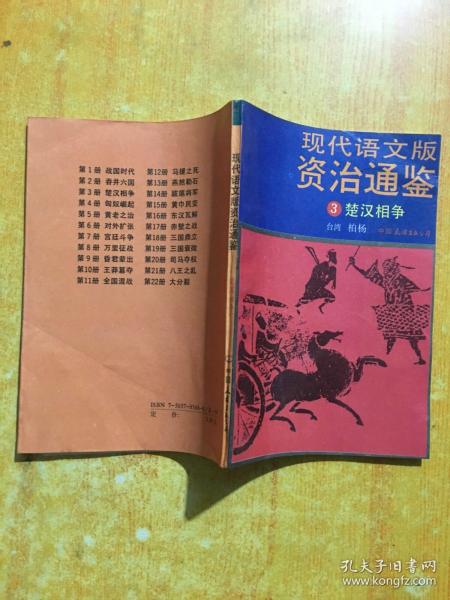 现代语文版
资治通鉴
3 楚汉相争
台湾 柏杨
现代语文版资治通鉴
第1册 战国时代
第2册 吞并六国
第3册 楚汉相争
第4册 匈奴崛起
第5册 黄老之治
第6册 对外扩张
第7册 宫廷斗争
第8册 万里征战
第9册 昏君辈出
第10册 王莽篡夺
第11册 全国混战
第12册 马援之死
第13册 燕然勒石
第14册 跋扈将军
第15册 黄巾民变
第16册 东汉瓦解
第17册 赤壁之战
第18册 三国鼎立
第19册 三国衰微
第20册 司马夺权
第21册 八王之乱
第22册 大分裂
定 价:
孔夫子旧书网
www.kongfz.com